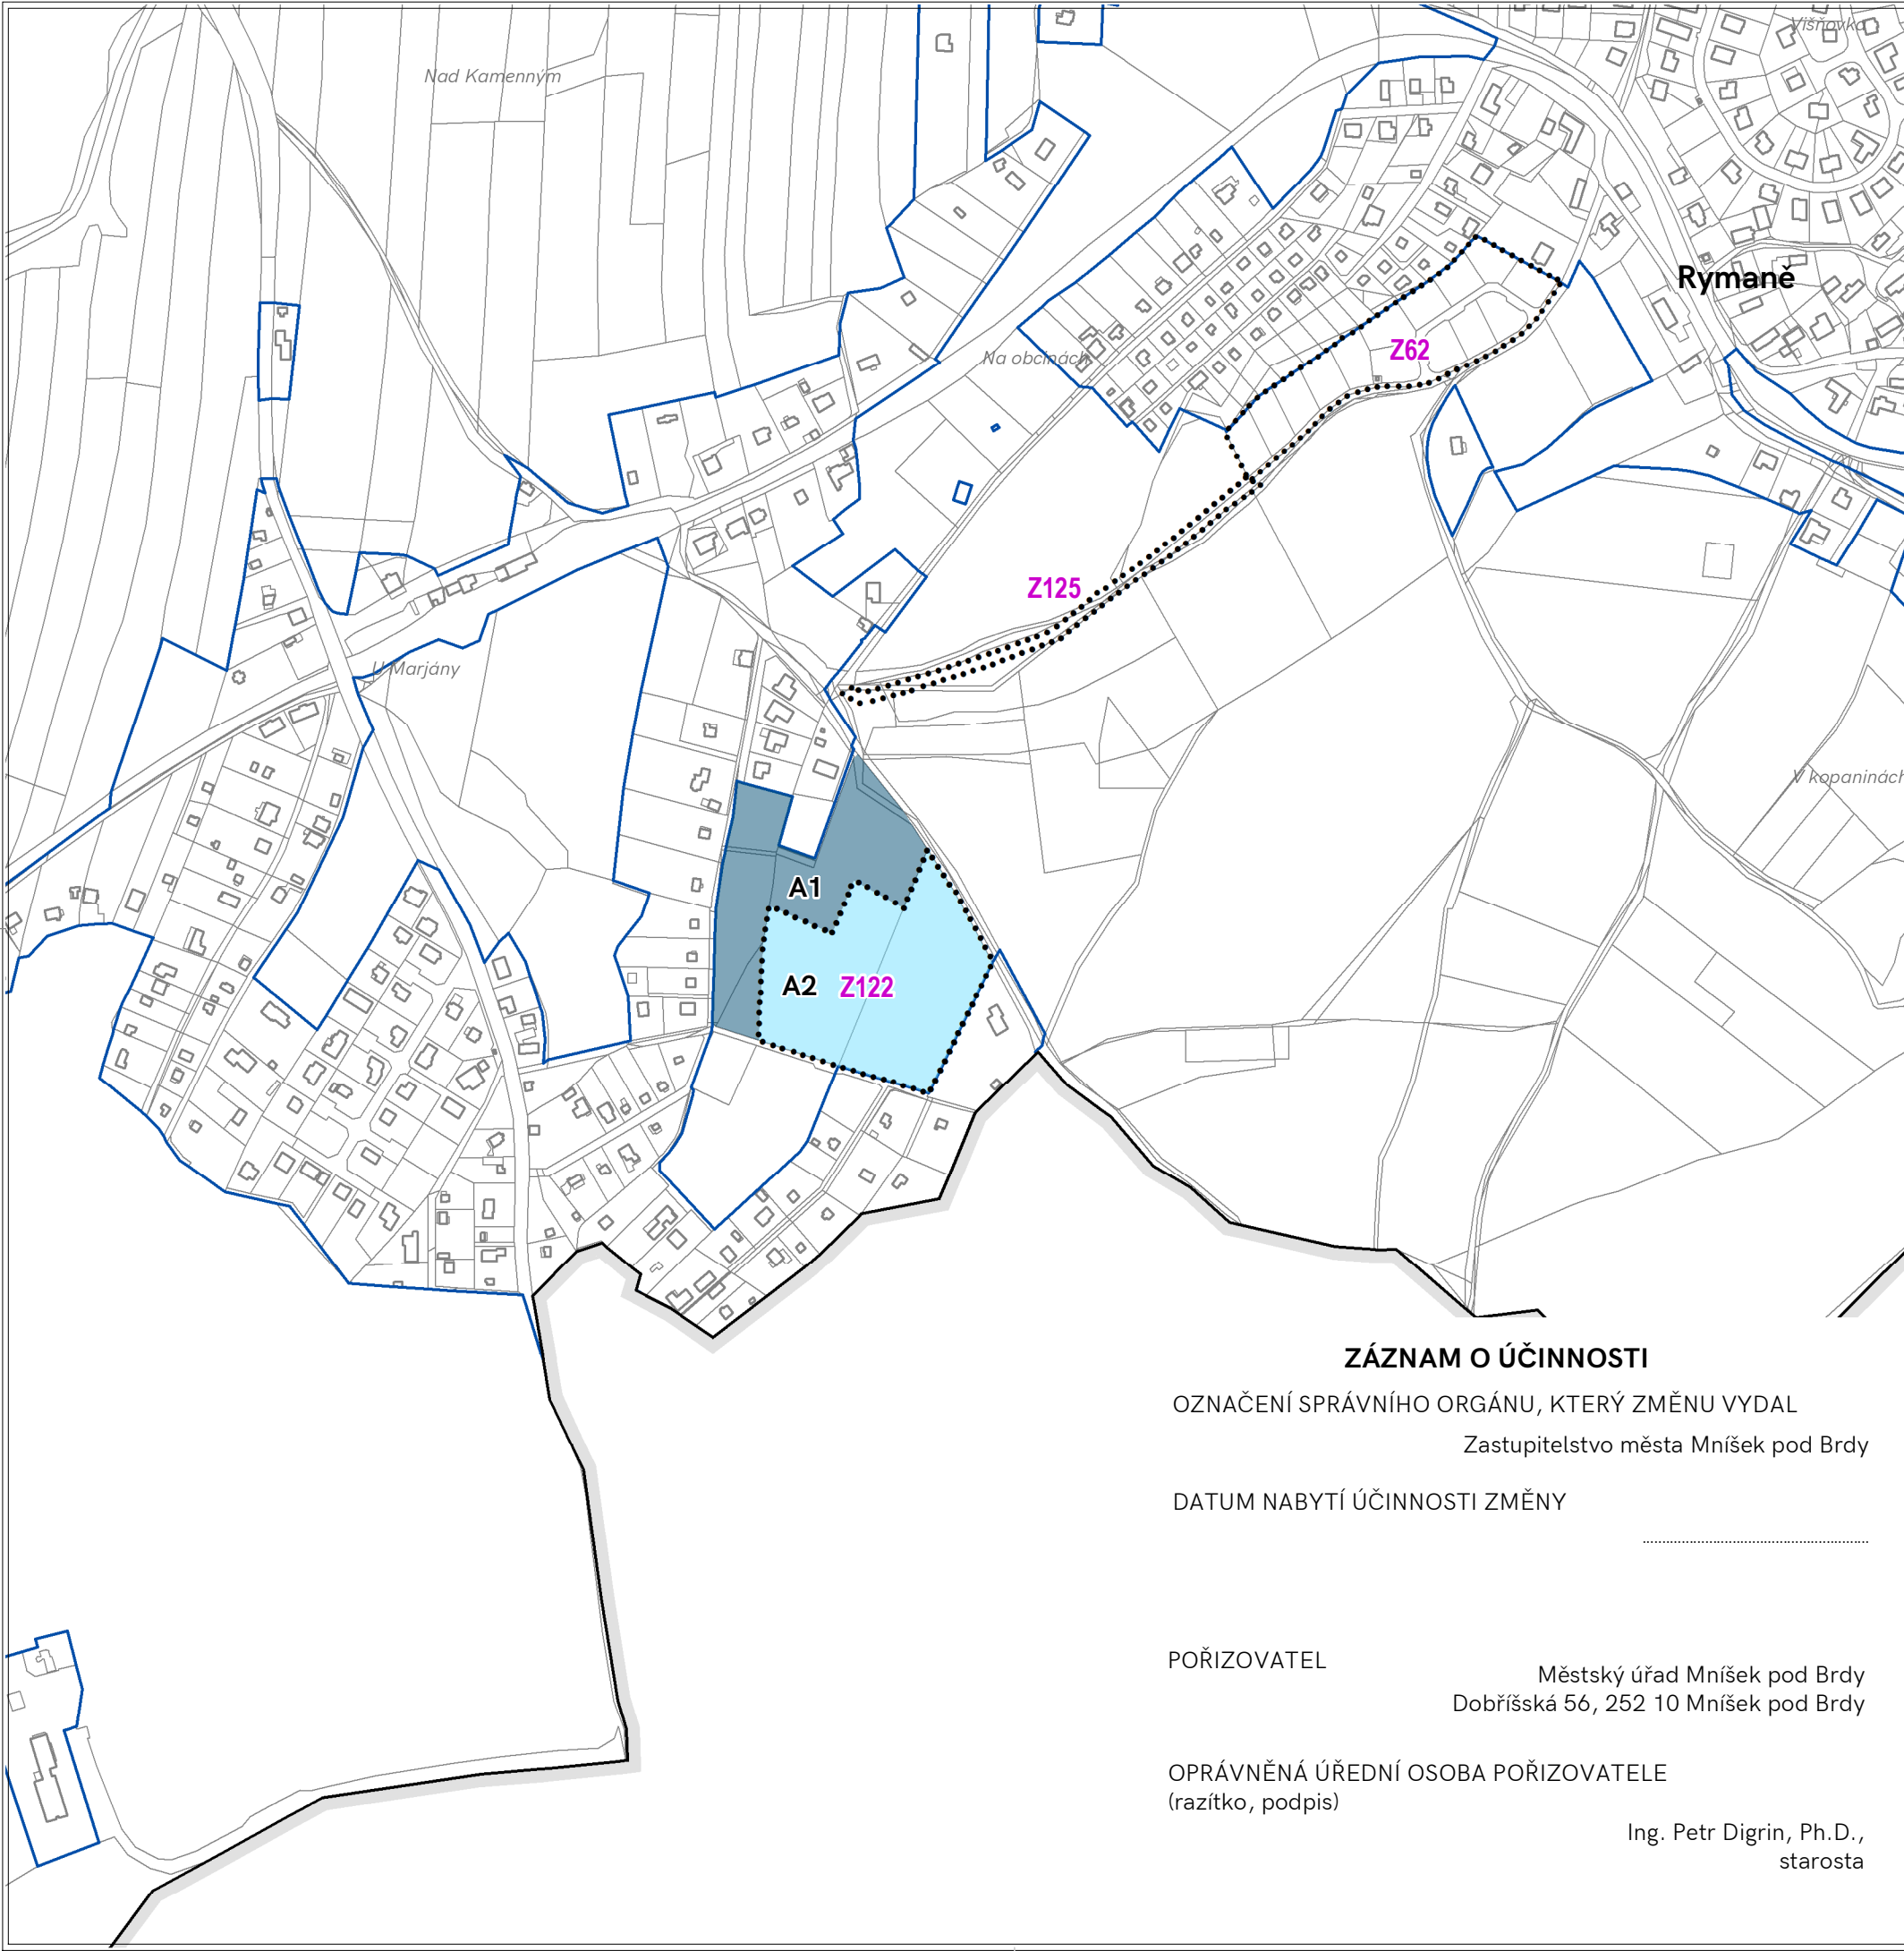 Višňovka
Nad Kamenným
Rymaně
Na obcinách
Z62
Z125
U Marjány
V kopaninách
A1
A2
Z122
ZÁZNAM O ÚČINNOSTI
OZNAČENÍ SPRÁVNÍHO ORGÁNU, KTERÝ ZMĚNU VYDAL
Zastupitelstvo města Mníšek pod Brdy
DATUM NABYTÍ ÚČINNOSTI ZMĚNY
POŘIZOVATEL
Městský úřad Mníšek pod Brdy
Dobříšská 56, 252 10 Mníšek pod Brdy
OPRÁVNĚNÁ ÚŘEDNÍ OSOBA POŘIZOVATELE
(razítko, podpis)
Ing. Petr Digrin, Ph.D.,
starosta